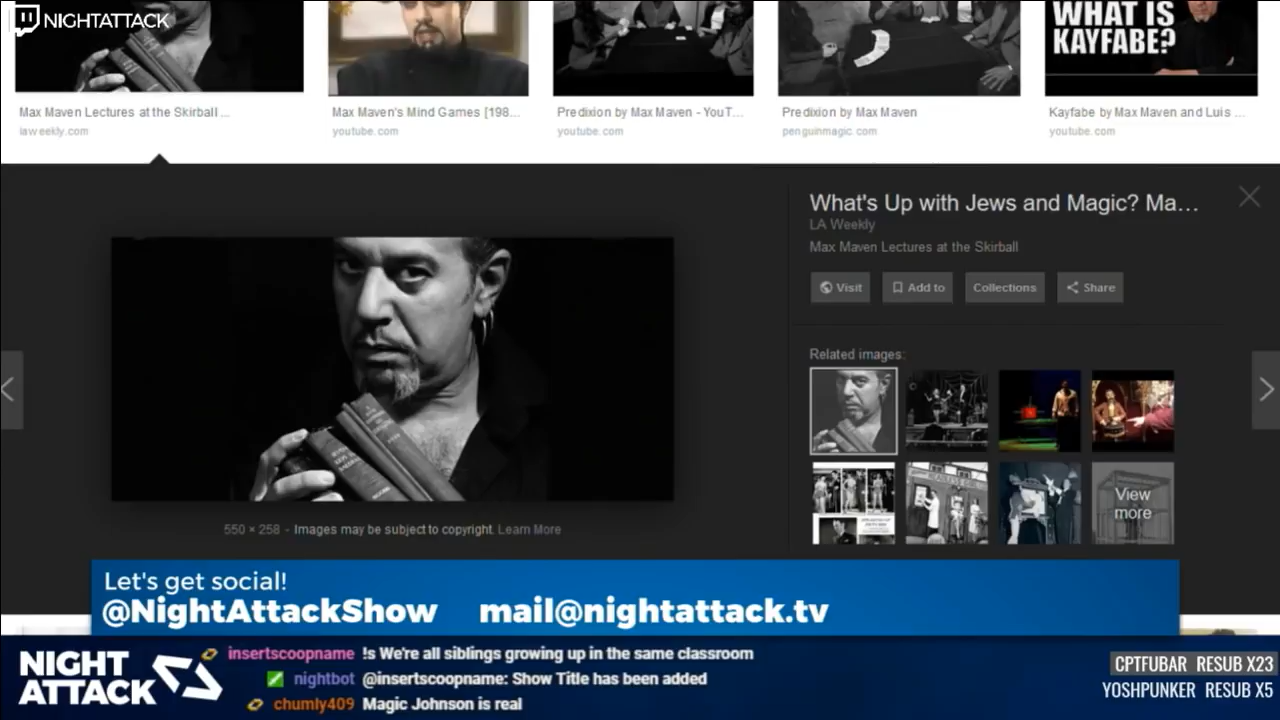 NIGHTATTACK
WHAT IS
KAYFABE?
Max Maven Lectures at the Skirball ...
laweekly.com
Max Maven's Mind Games [198...
youtube.com
Predixion by Max Maven - YouT...
youtube.com
Predixion by Max Maven
penguinmagic.com
Kayfabe by Max Maven and Luis ...
youtube.com
What's Up with Jews and Magic? Ma...
LA Weekly
Max Maven Lectures at the Skirball
Visit
Add to
Collections
Share
Related images:
View
more
550 × 258 - Images may be subject to copyright. Learn More
Let's get social!
@NightAttackShow mail@nightattack.tv
NIGHT
ATTACK
insertscoopname !s We're all siblings growing up in the same classroom
nightbot @insertscoopname: Show Title has been added
chumly409 Magic Johnson is real
CPTFUBAR RESUB X23
YOSHPUNKER RESUB X5